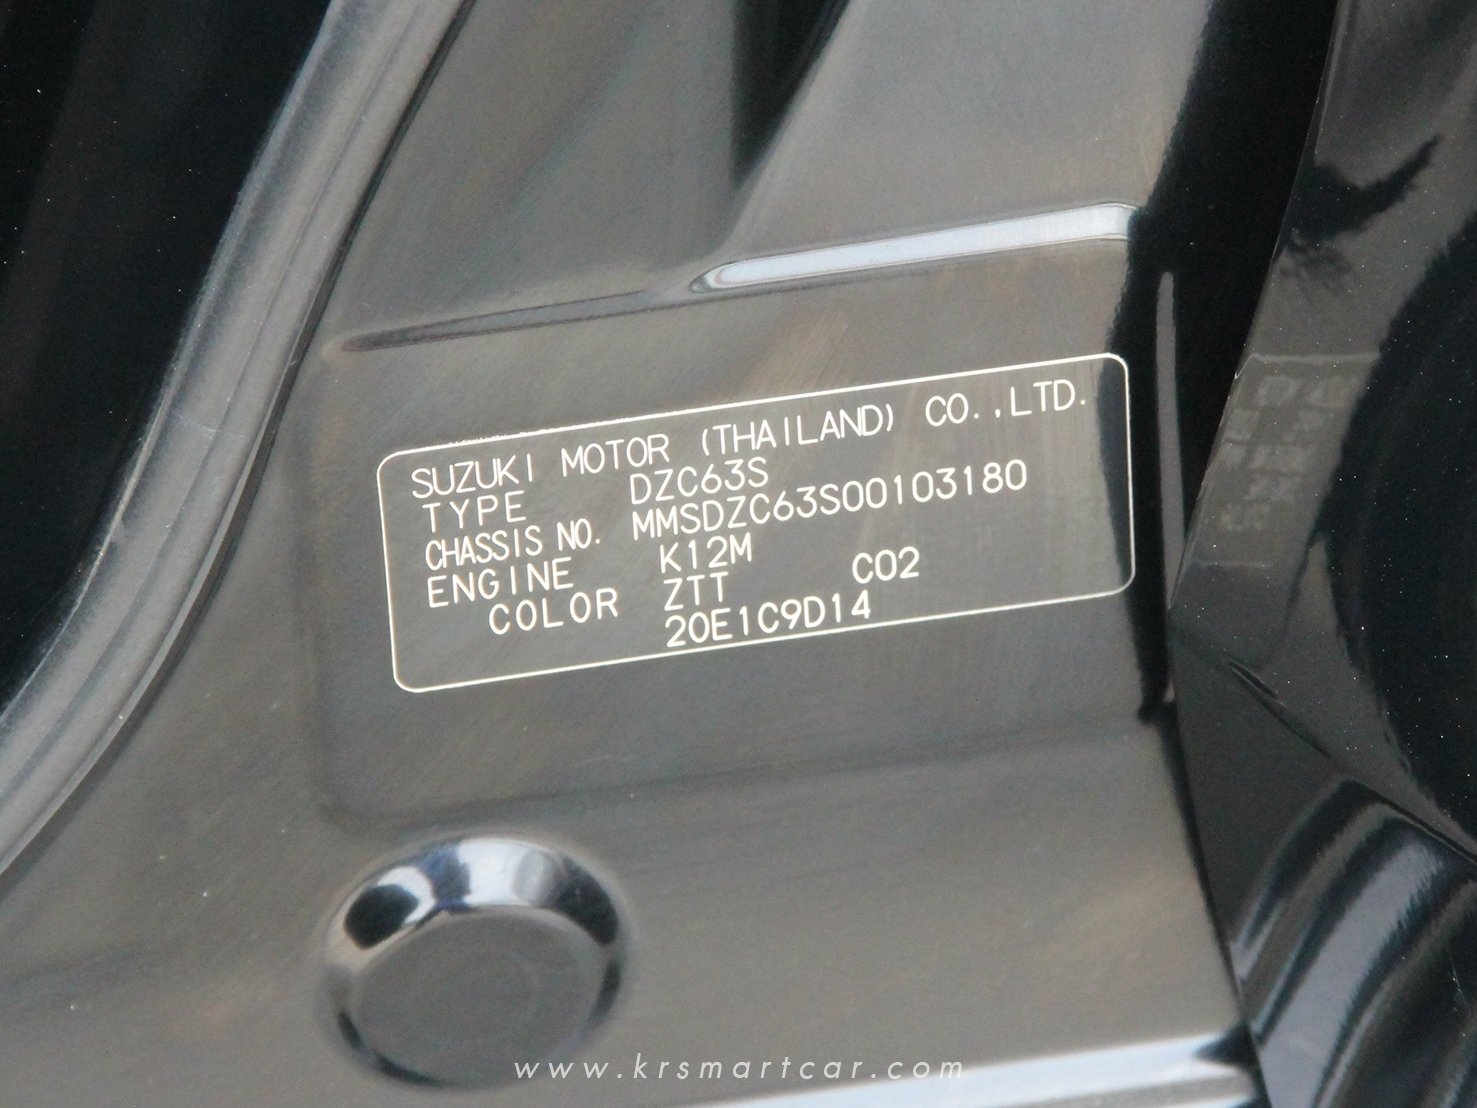 SUZUKI MOTOR (THAILAND) CO.,LTD.
TYPE DZC63S
CHASSIS NO. MMSDZC63S00103180
ENGINE K12M
COLOR ZTT C02
20E1C9D14
www.krsmartcar.com